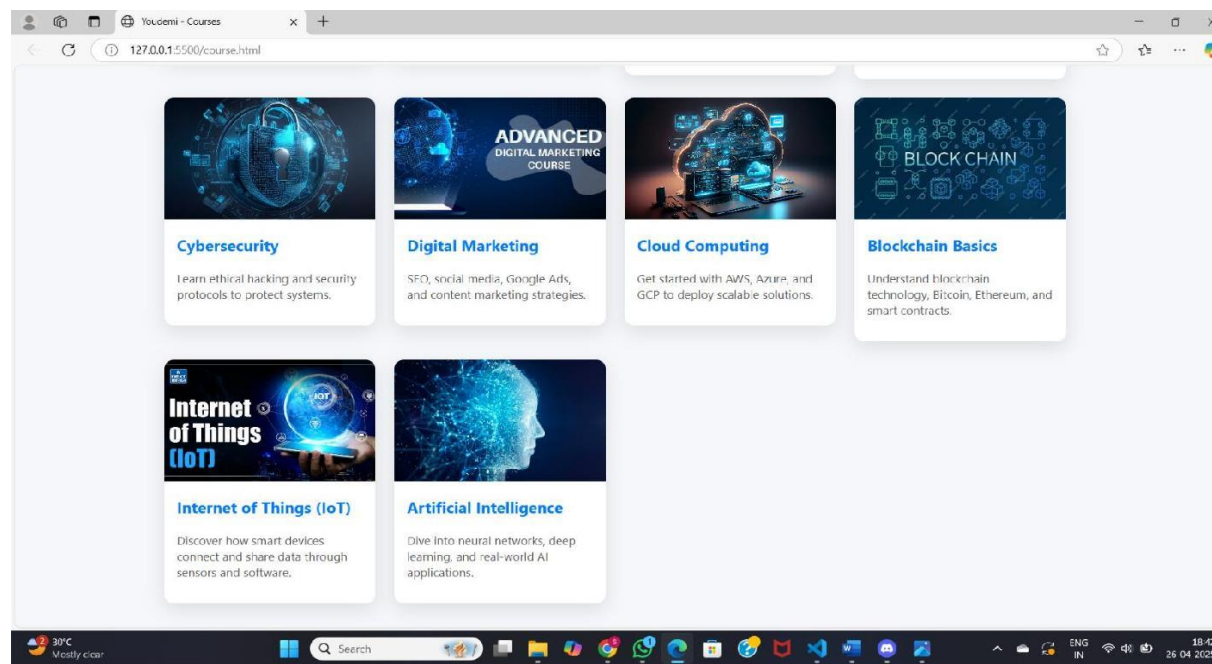 Youdemi - Courses
127.0.0.1:5500/course.html
ADVANCED
DIGITAL MARKETING
COURSE
BLOCK CHAIN
Cybersecurity
Learn ethical hacking and security
protocols to protect systems.
Digital Marketing
SEO, social media, Google Ads,
and content marketing strategies.
Cloud Computing
Get started with AWS, Azure, and
GCP to deploy scalable solutions.
Blockchain Basics
Understand blockchain
technology, Bitcoin, Ethereum, and
smart contracts.
Internet
of Things
(IoT)
IOT
Internet of Things (IoT)
Discover how smart devices
connect and share data through
sensors and software.
Artificial Intelligence
Dive into neural networks, deep
learning, and real-world AI
applications.
2
30°C
Mostly clear
Search
ENG
IN
18:42
26 04 2025